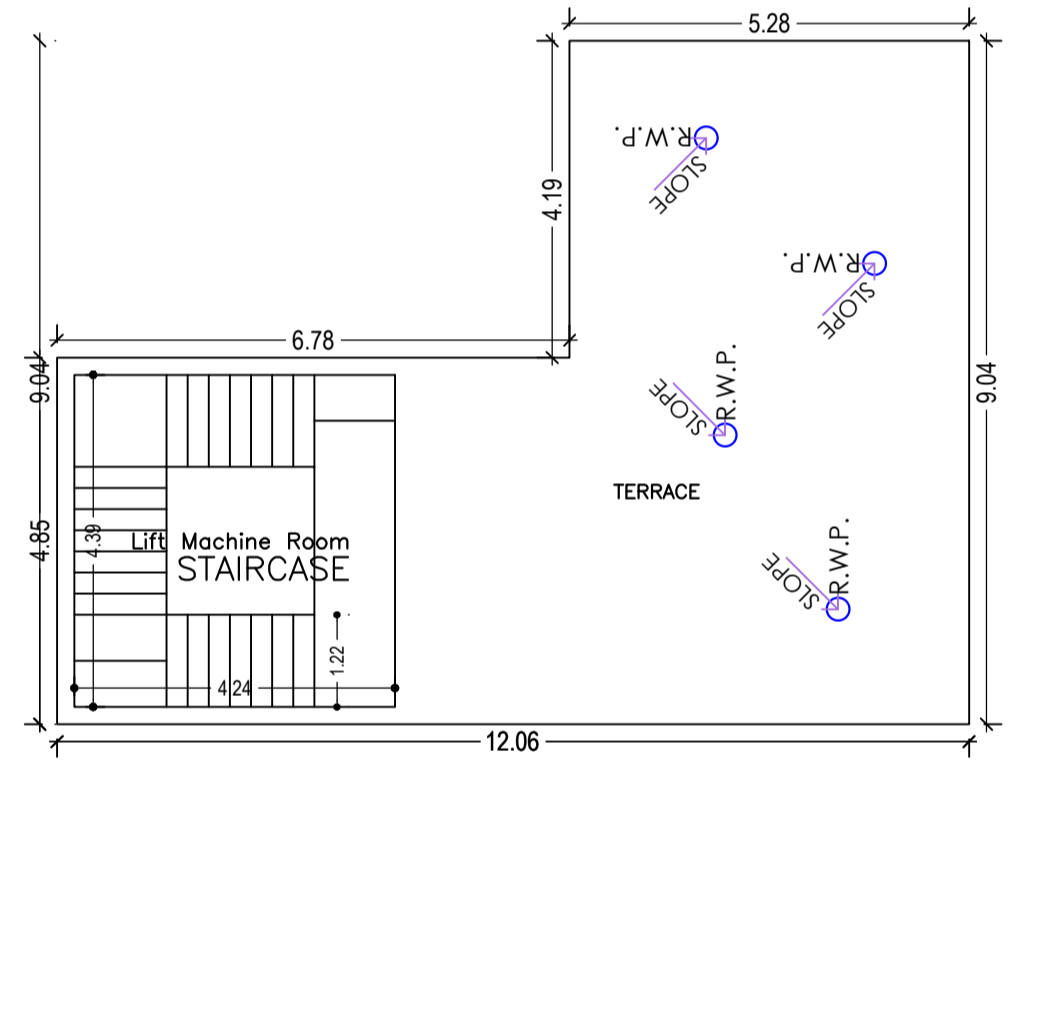 5.28
R.W.P.
SLOPE
4.19
R.W.P.
SLOPE
6.78
9.04
9.04
R.W.P.
SLOPE
TERRACE
4.85
4.39
Lift Machine Room
STAIRCASE
R.W.P.
SLOPE
1.22
4.24
12.06